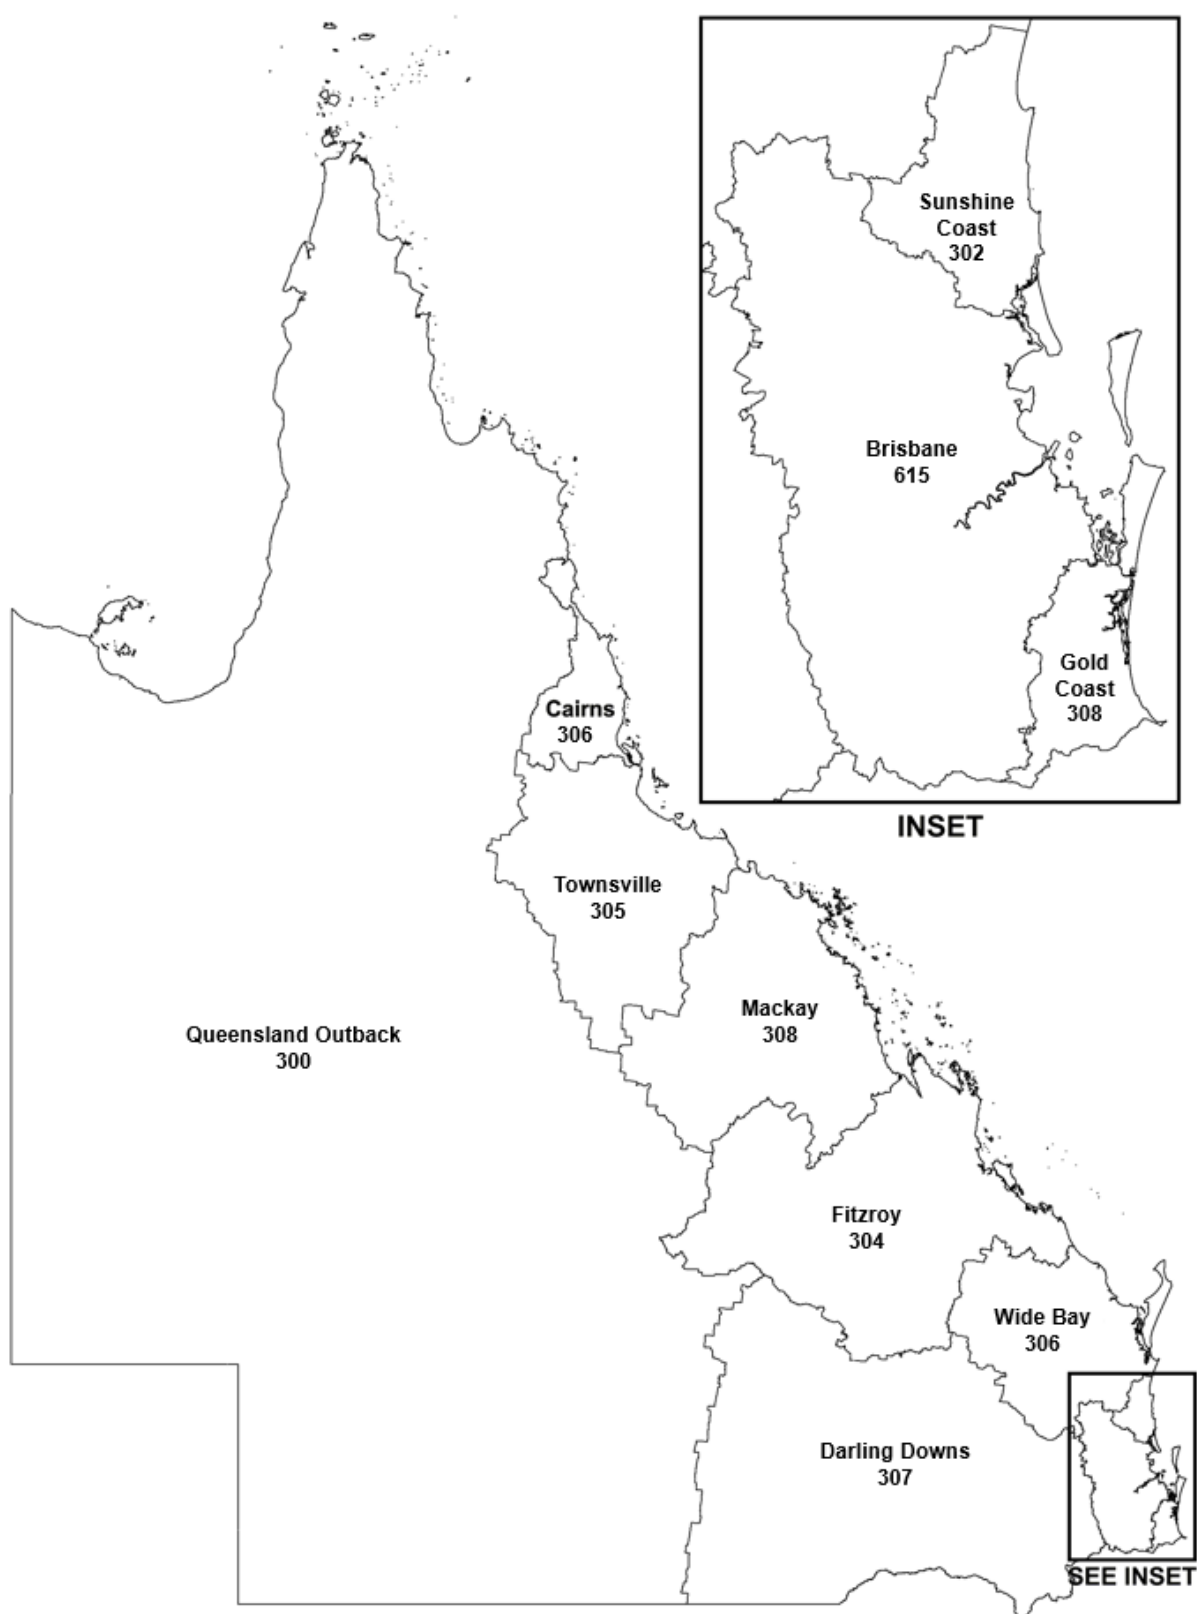 Sunshine
Coast
302
Brisbane
615
Gold
Coast
308
INSET
Cairns
306
Townsville
305
Mackay
308
Queensland Outback
300
Fitzroy
304
Wide Bay
306
Darling Downs
307
SEE INSET